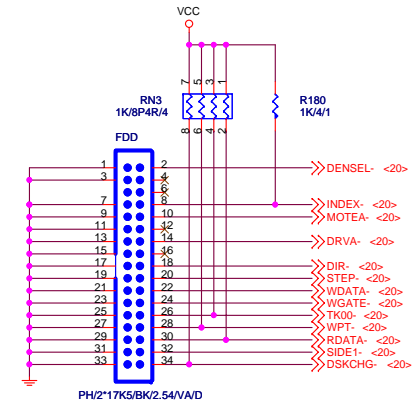 VCC
7 5 3 1
RN3
1K/8P4R/4
R180
1K/4/1
8 6 4 2
FDD
1 2 DENSEL- <20>
3 4
6
7 8 INDEX- <20>
9 10 MOTEA- <20>
11 12
13 14 DRVA- <20>
15 16
17 18 DIR- <20>
19 20 STEP- <20>
21 22 WDATA- <20>
23 24 WGATE- <20>
25 26 TK00- <20>
27 28 WPT- <20>
29 30 RDATA- <20>
31 32 SIDE1- <20>
33 34 DSKCHG- <20>
PH/2*17K5/BK/2.54/VA/D